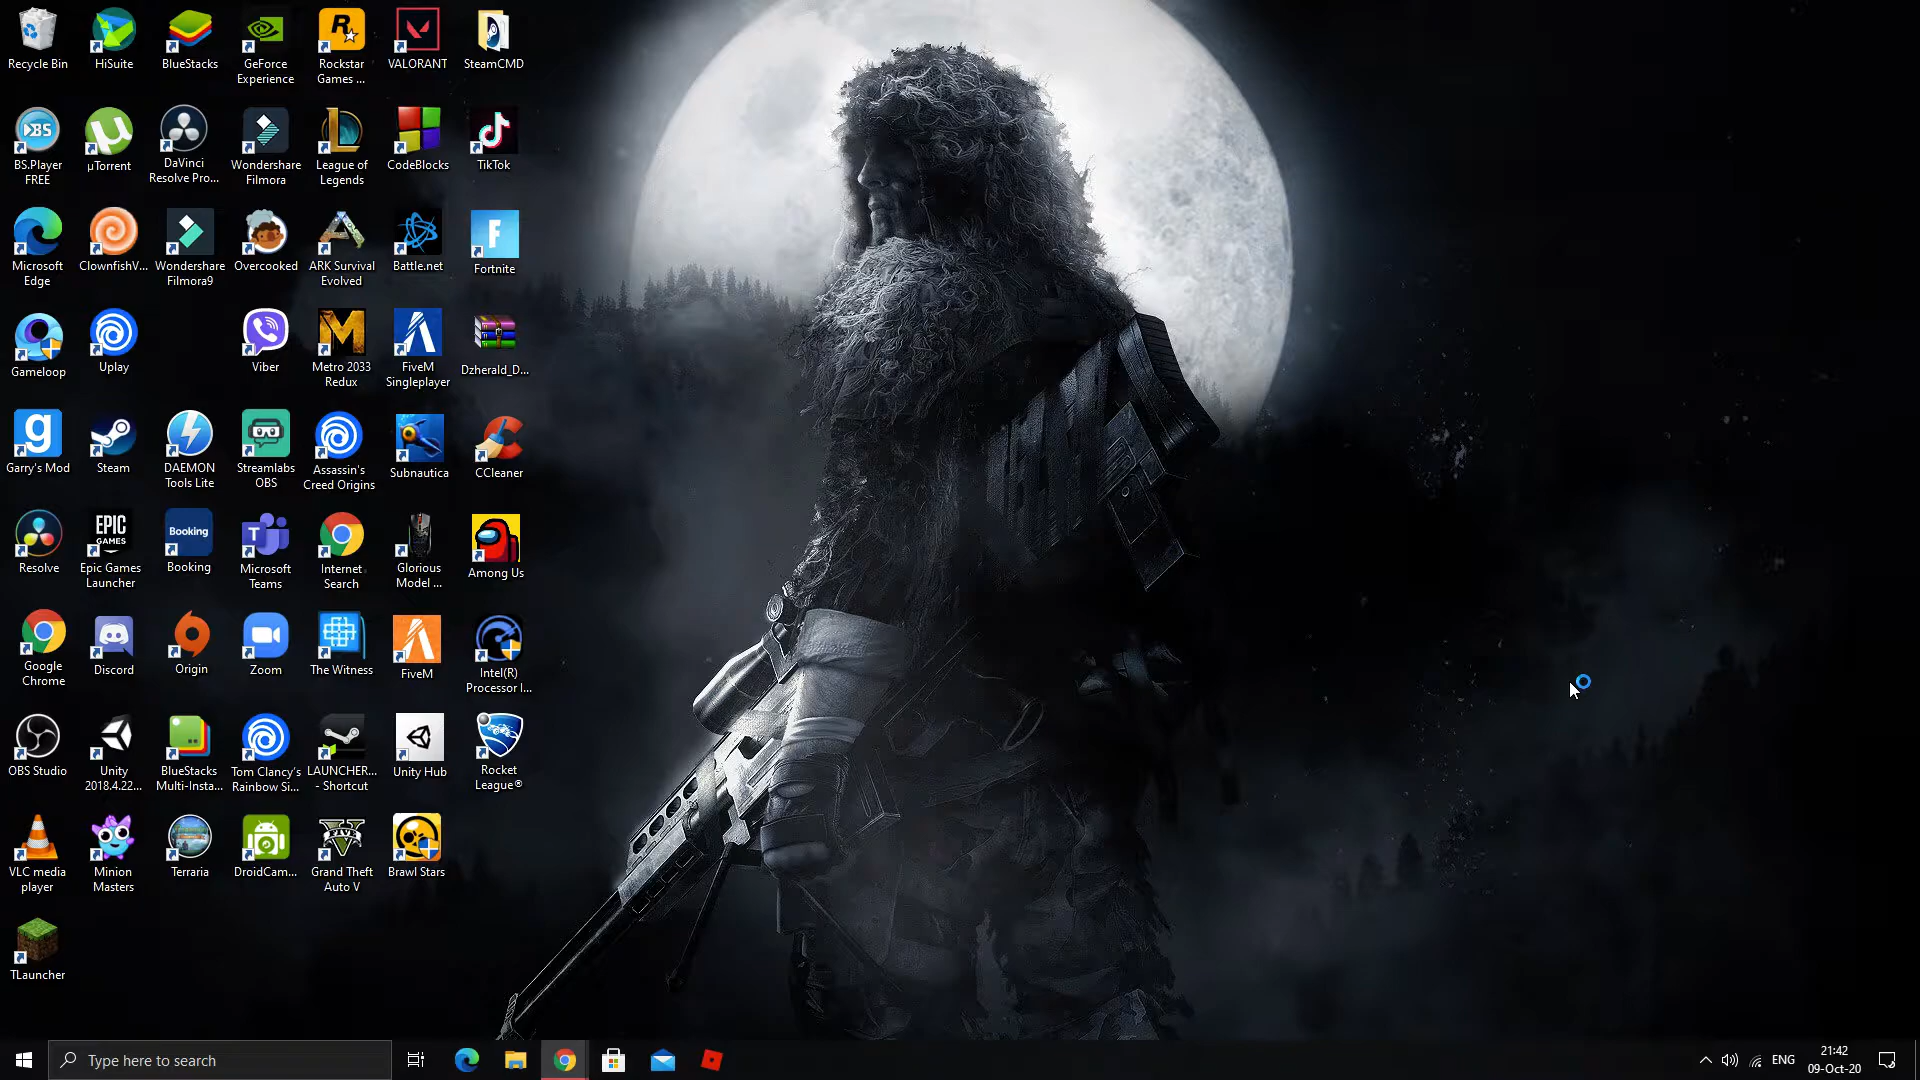 Recycle Bin
HiSuite
BlueStacks
GeForce
Experience
Rockstar
Games ...
VALORANT
SteamCMD
BS.Player
FREE
µTorrent
DaVinci
Resolve Pro...
Wondershare
Filmora
League of
Legends
CodeBlocks
TikTok
Microsoft
Edge
ClownfishV...
Wondershare
Filmora9
Overcooked
ARK Survival
Evolved
Battle.net
Fortnite
Gameloop
Uplay
Viber
Metro 2033
Redux
FiveM
Singleplayer
Dzherald_D...
Garry's Mod
Steam
DAEMON
Tools Lite
Streamlabs
OBS
Assassin's
Creed Origins
Subnautica
CCleaner
EPIC
GAMES
Booking
Resolve
Epic Games
Launcher
Booking
Microsoft
Teams
Internet
Search
Glorious
Model ...
Among Us
Google
Chrome
Discord
Origin
Zoom
The Witness
FiveM
Intel(R)
Processor I...
OBS Studio
Unity
2018.4.22...
BlueStacks
Multi-Insta...
Tom Clancy's
Rainbow Si...
LAUNCHER...
- Shortcut
Unity Hub
Rocket
League®
VLC media
player
Minion
Masters
Terraria
DroidCam...
Grand Theft
Auto V
Brawl Stars
TLauncher
Type here to search
ENG
21:42
09-Oct-20